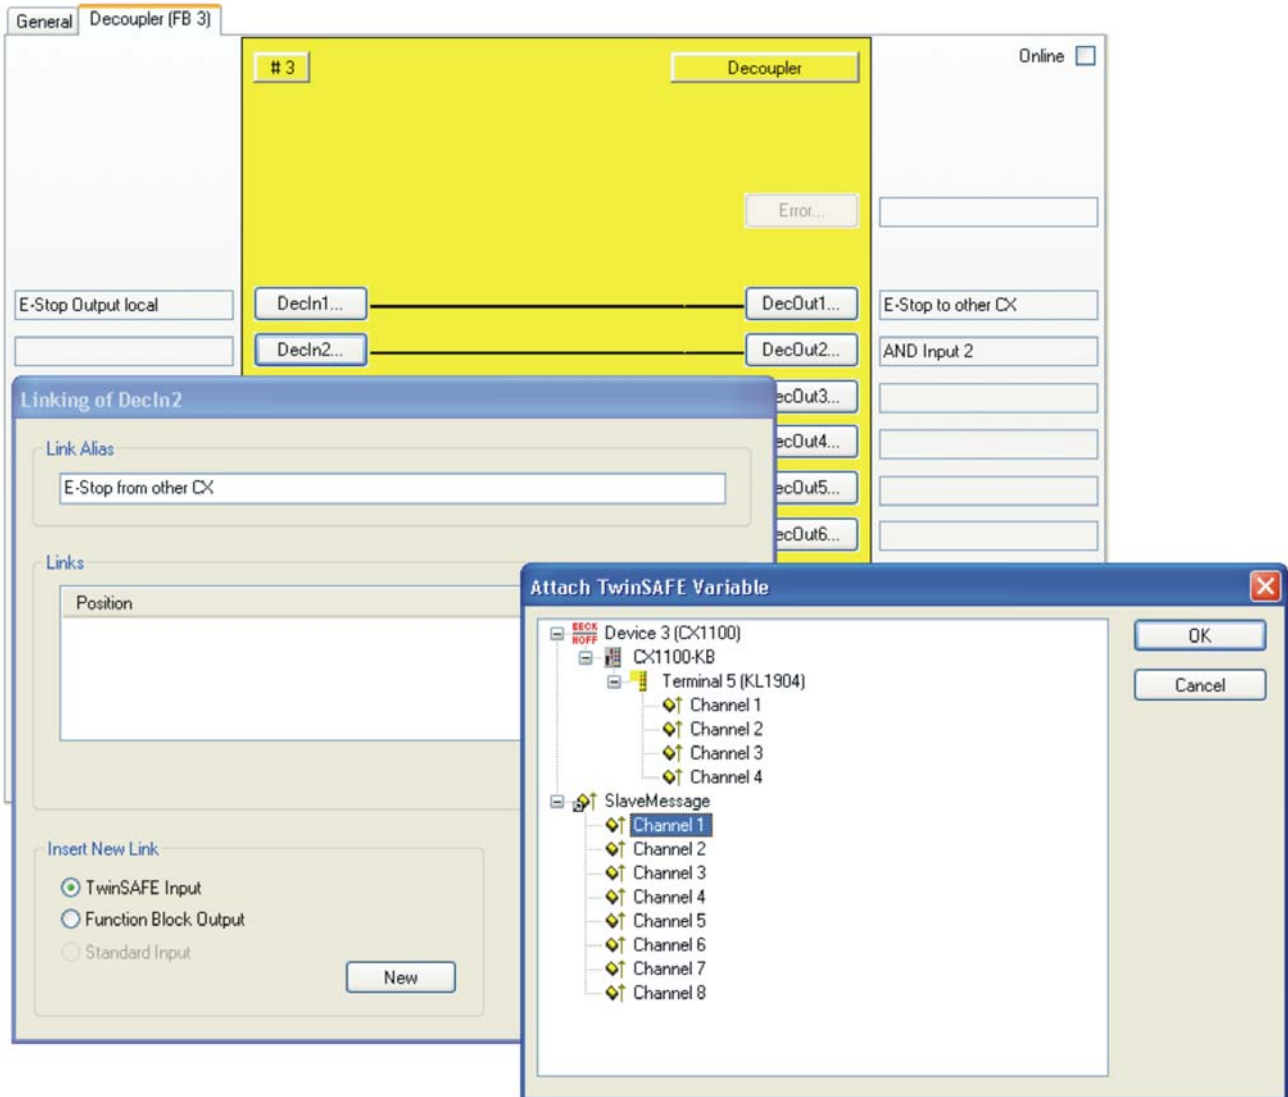 General
Decoupler (FB 3)
# 3
Decoupler
Online
Error...
E-Stop Output local
DecIn1...
DecOut1...
E-Stop to other CX
DecIn2...
DecOut2...
AND Input 2
Linking of DecIn2
ecOut3...
ecOut4...
ecOut5...
ecOut6...
Link Alias
E-Stop from other CX
Links
Position
Insert New Link
TwinSAFE Input
Function Block Output
Standard Input
New
Attach TwinSAFE Variable
BECK
HOFF
Device 3 (CX1100)
CX1100-KB
Terminal 5 (KL1904)
Channel 1
Channel 2
Channel 3
Channel 4
SlaveMessage
Channel 1
Channel 2
Channel 3
Channel 4
Channel 5
Channel 6
Channel 7
Channel 8
OK
Cancel